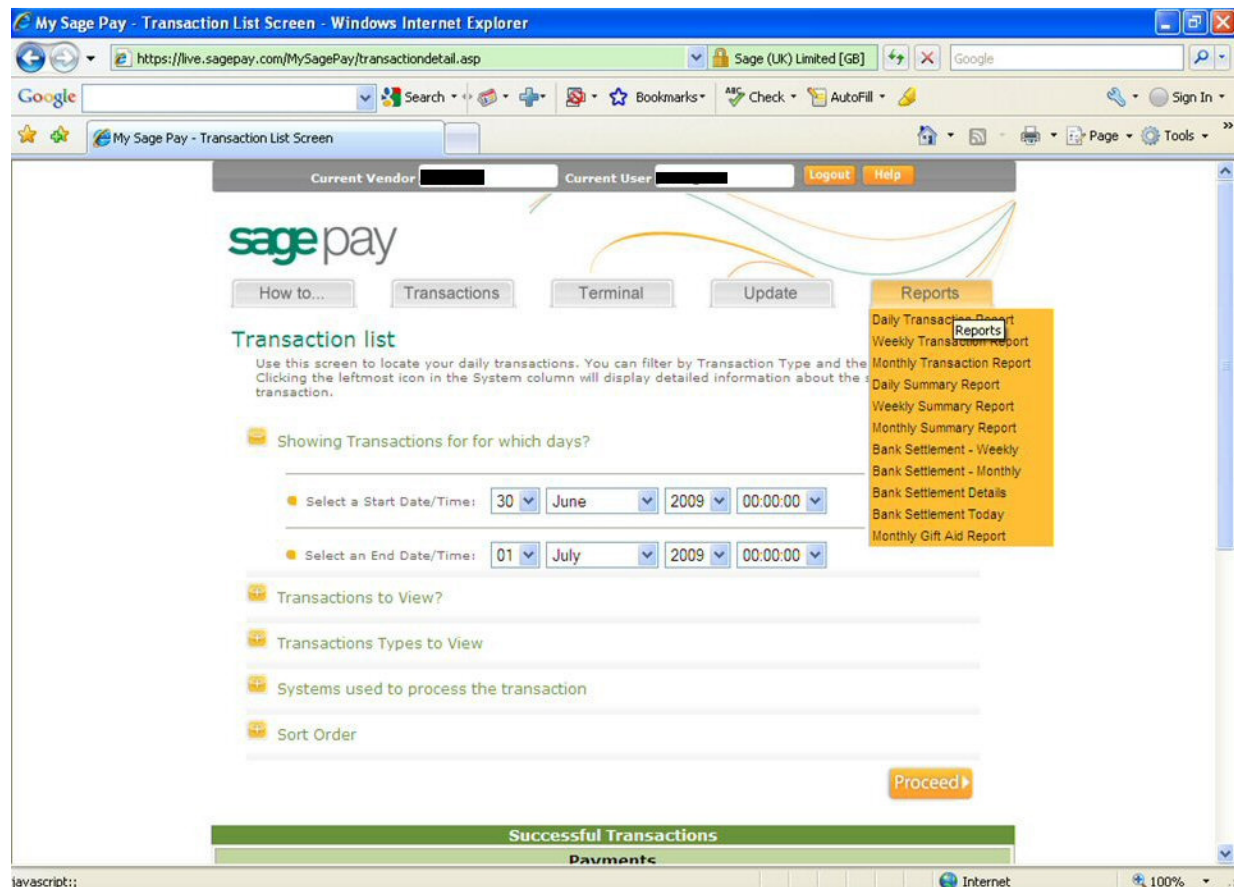 My Sage Pay - Transaction List Screen - Windows Internet Explorer
https://live.sagepay.com/MySagePay/transactiondetail.asp
Sage (UK) Limited [GB]
Google
Google
Search
Bookmarks
ABC
Check
AutoFill
Sign In
My Sage Pay - Transaction List Screen
Page
Tools
Current Vendor
Current User
Logout
Help
sage pay
How to...
Transactions
Terminal
Update
Reports
Daily Transaction Report
Reports
Weekly Transaction Report
Monthly Transaction Report
Daily Summary Report
Weekly Summary Report
Monthly Summary Report
Bank Settlement - Weekly
Bank Settlement - Monthly
Bank Settlement Details
Bank Settlement Today
Monthly Gift Aid Report
Transaction list
Use this screen to locate your daily transactions. You can filter by Transaction Type and the
Clicking the leftmost icon in the System column will display detailed information about the
transaction.
Showing Transactions for for which days?
Select a Start Date/Time: 30 June 2009 00:00:00
Select an End Date/Time: 01 July 2009 00:00:00
Transactions to View?
Transactions Types to View
Systems used to process the transaction
Sort Order
Proceed
Successful Transactions
Payments
javascript::
Internet
100%